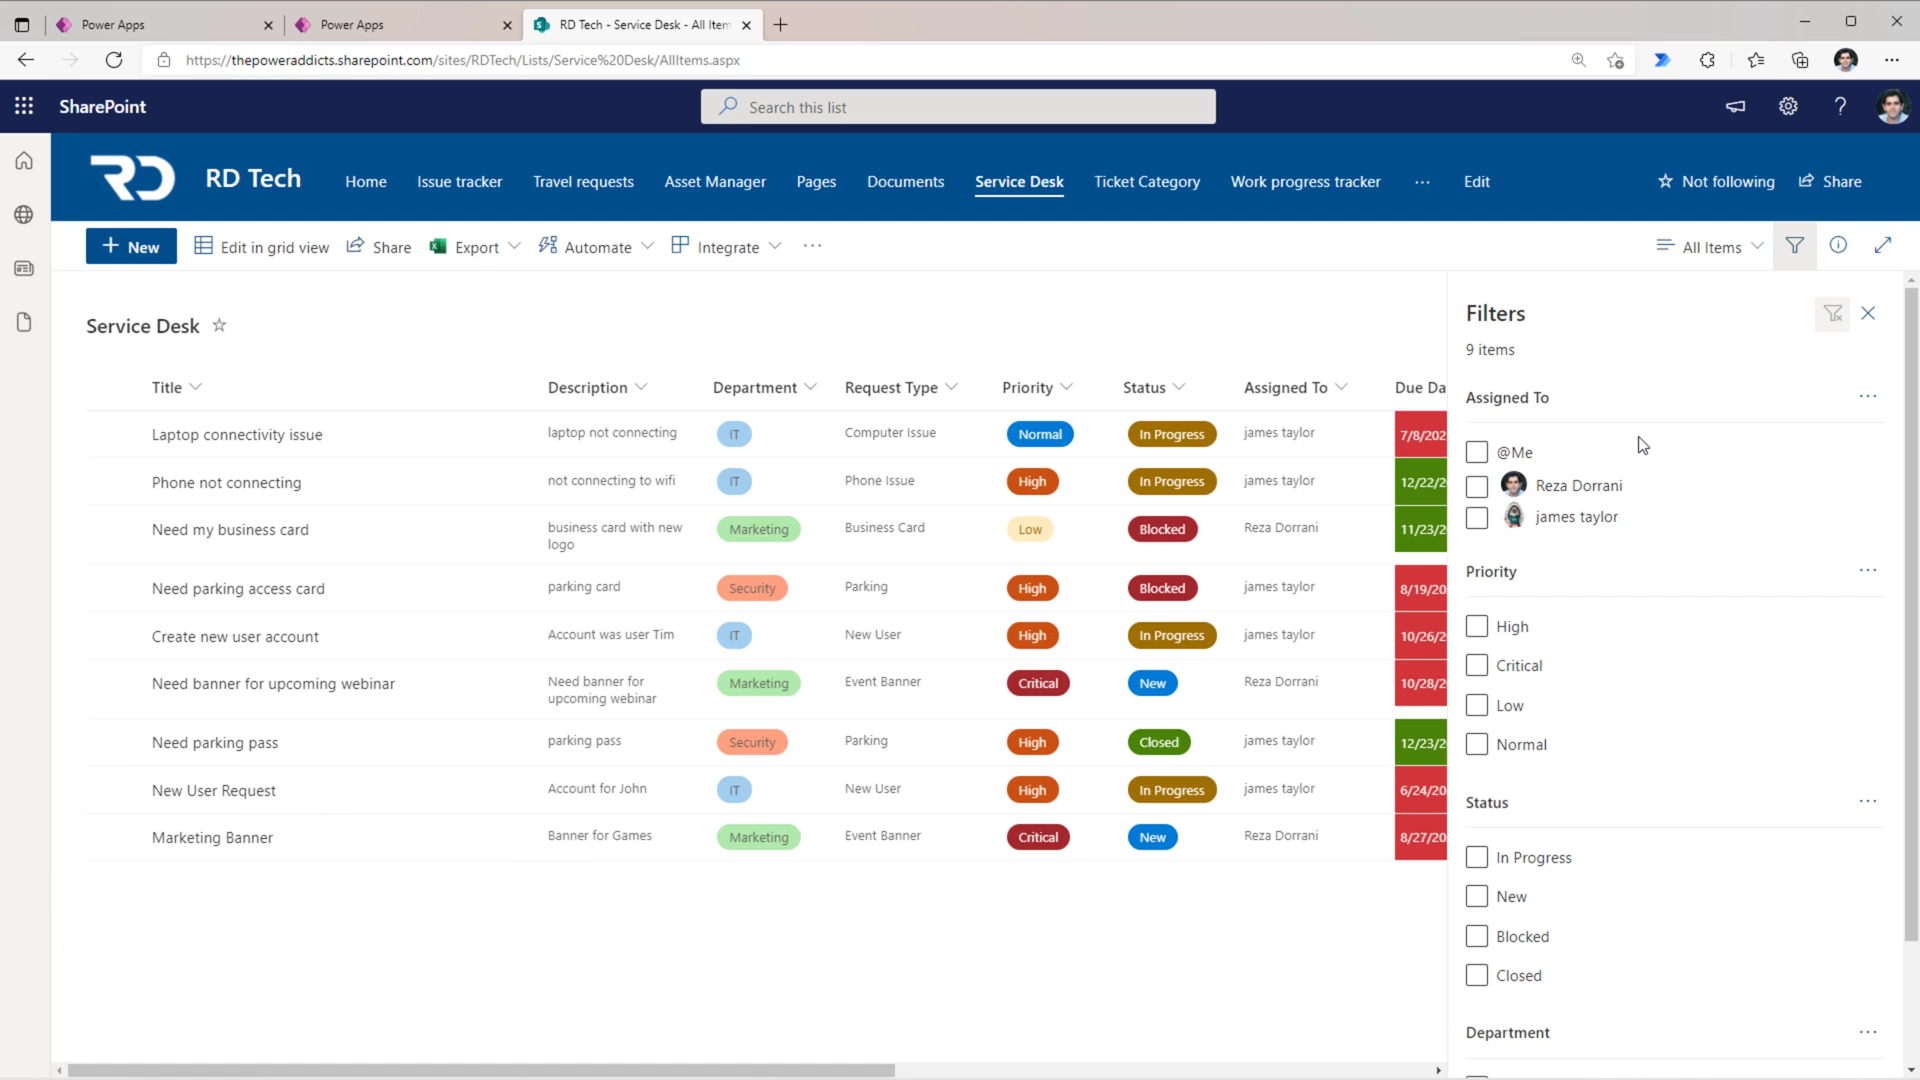 Power Apps
Power Apps
RD Tech - Service Desk - All Item
https://thepoweraddicts.sharepoint.com/sites/RDTech/Lists/Service%20Desk/AllItems.aspx
SharePoint
Search this list
RD
RD Tech
Home
Issue tracker
Travel requests
Asset Manager
Pages
Documents
Service Desk
Ticket Category
Work progress tracker
Edit
Not following
Share
New
Edit in grid view
Share
Export
Automate
Integrate
All Items
Service Desk
Title Description Department Request Type Priority Status Assigned To Due Da
Laptop connectivity issue laptop not connecting IT Computer Issue Normal In Progress james taylor 7/8/202
Phone not connecting not connecting to wifi IT Phone Issue High In Progress james taylor 12/22/2
Need my business card business card with new Marketing Business Card Low Blocked Reza Dorrani 11/23/2
logo
Need parking access card parking card Security Parking High Blocked james taylor 8/19/20
Create new user account Account was user Tim IT New User High In Progress james taylor 10/26/2
Need banner for upcoming webinar Need banner for Marketing Event Banner Critical New Reza Dorrani 10/28/2
upcoming webinar
Need parking pass parking pass Security Parking High Closed james taylor 12/23/2
New User Request Account for John IT New User High In Progress james taylor 6/24/20
Marketing Banner Banner for Games Marketing Event Banner Critical New Reza Dorrani 8/27/20
Filters
9 items
Assigned To
@Me
Reza Dorrani
james taylor
Priority
High
Critical
Low
Normal
Status
In Progress
New
Blocked
Closed
Department